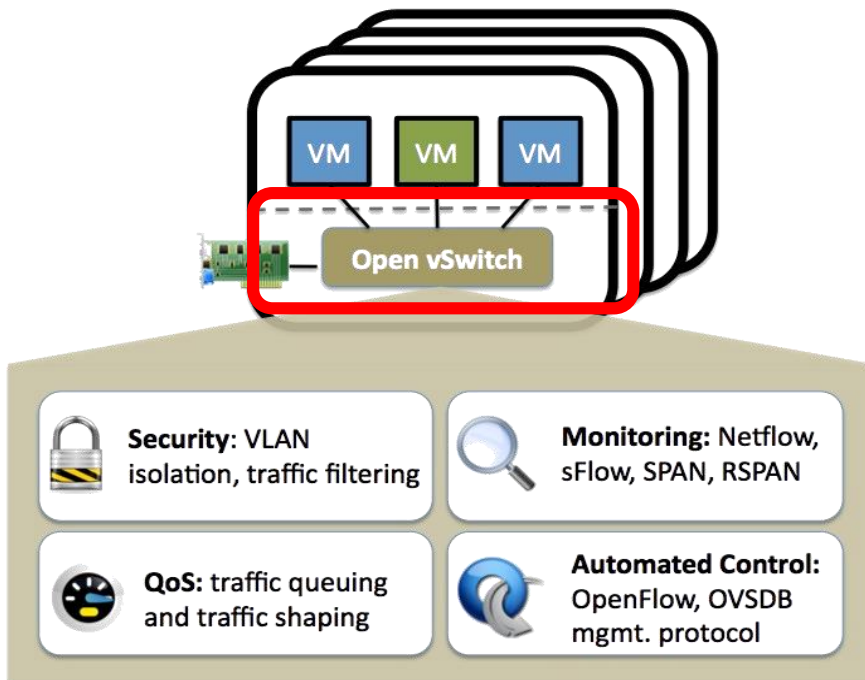 VM
VM
VM
Open vSwitch
Security: VLAN
isolation, traffic filtering
Monitoring: Netflow,
sFlow, SPAN, RSPAN
QoS: traffic queuing
and traffic shaping
Automated Control:
OpenFlow, OVSDB
mgmt. protocol